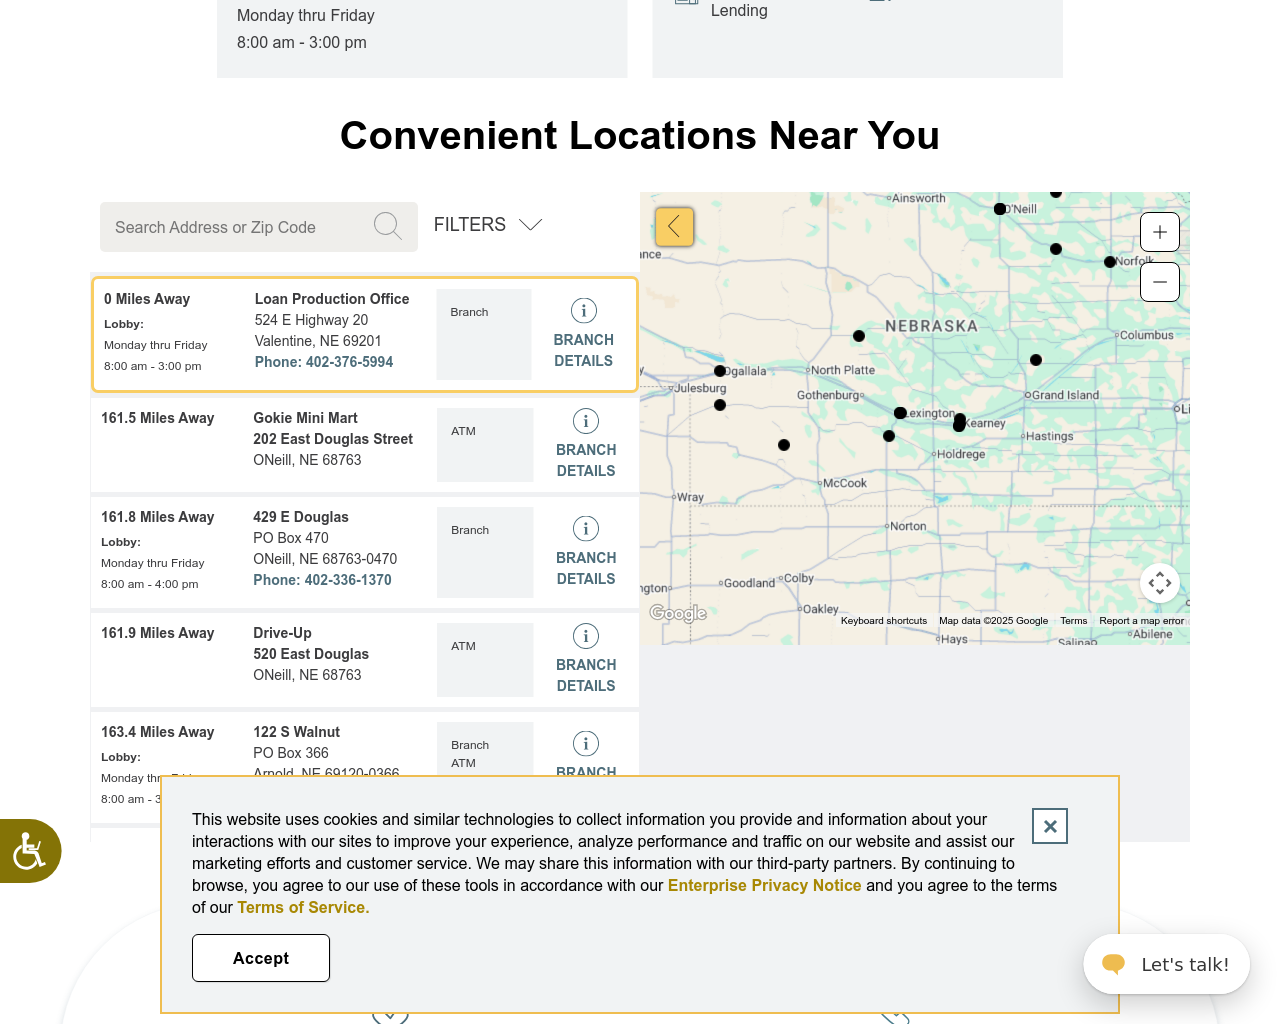 Monday thru Friday
8:00 am - 3:00 pm
Lending
Convenient Locations Near You
Search Address or Zip Code
FILTERS
0 Miles Away
Lobby:
Monday thru Friday
8:00 am - 3:00 pm
Loan Production Office
524 E Highway 20
Valentine, NE 69201
Phone: 402-376-5994
Branch
BRANCH
DETAILS
161.5 Miles Away
Gokie Mini Mart
202 East Douglas Street
ONeill, NE 68763
ATM
BRANCH
DETAILS
161.8 Miles Away
Lobby:
Monday thru Friday
8:00 am - 4:00 pm
429 E Douglas
PO Box 470
ONeill, NE 68763-0470
Phone: 402-336-1370
Branch
BRANCH
DETAILS
161.9 Miles Away
Drive-Up
520 East Douglas
ONeill, NE 68763
ATM
BRANCH
DETAILS
163.4 Miles Away
Lobby:
Monday thru Friday
8:00 am - 3
122 S Walnut
PO Box 366
Arnold, NE 69120-0366
Branch
ATM
BRANCH
Ainsworth
O'Neill
nce
Norfolk
NEBRASKA
Columbus
Ogallala
North Platte
Julesburg
Gothenburg
Grand Island
Lexington
Li
Kearney
Hastings
Holdrege
McCook
Wray
Norton
ngton
Goodland
Colby
Oakley
Google
Keyboard shortcuts
Map data ©2025 Google
Terms
Report a map error
Hays
Salina
Abilene
This website uses cookies and similar technologies to collect information you provide and information about your
interactions with our sites to improve your experience, analyze performance and traffic on our website and assist our
marketing efforts and customer service. We may share this information with our third-party partners. By continuing to
browse, you agree to our use of these tools in accordance with our Enterprise Privacy Notice and you agree to the terms
of our Terms of Service.
Accept
Let's talk!